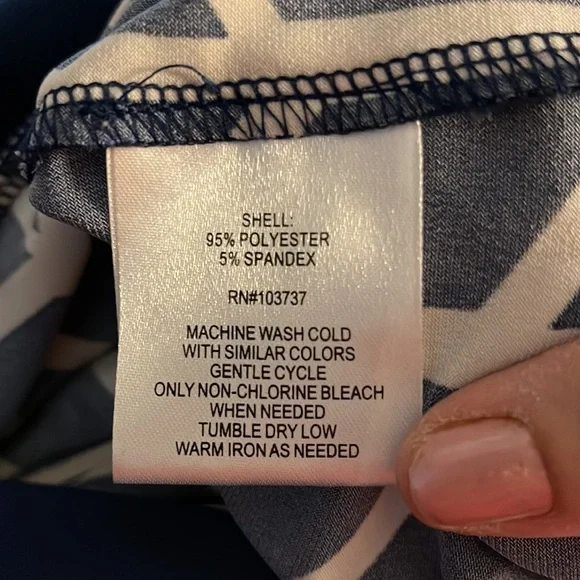 SHELL:
95% POLYESTER
5% SPANDEX
RN#103737
MACHINE WASH COLD
WITH SIMILAR COLORS
GENTLE CYCLE
ONLY NON-CHLORINE BLEACH
WHEN NEEDED
TUMBLE DRY LOW
WARM IRON AS NEEDED